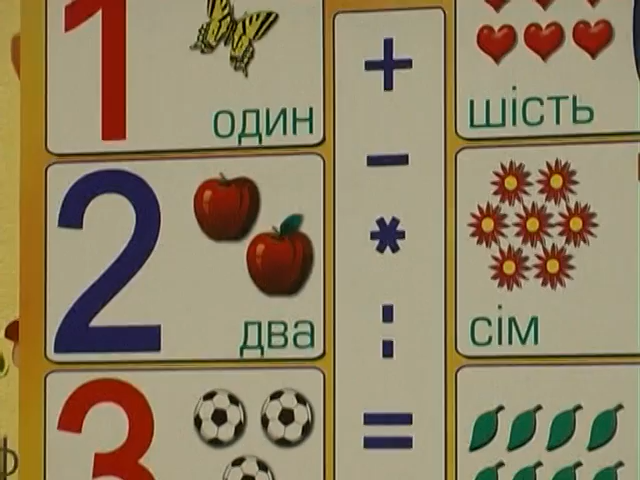 1
один
2
два
3
+
-
*
:
=
шість
сім